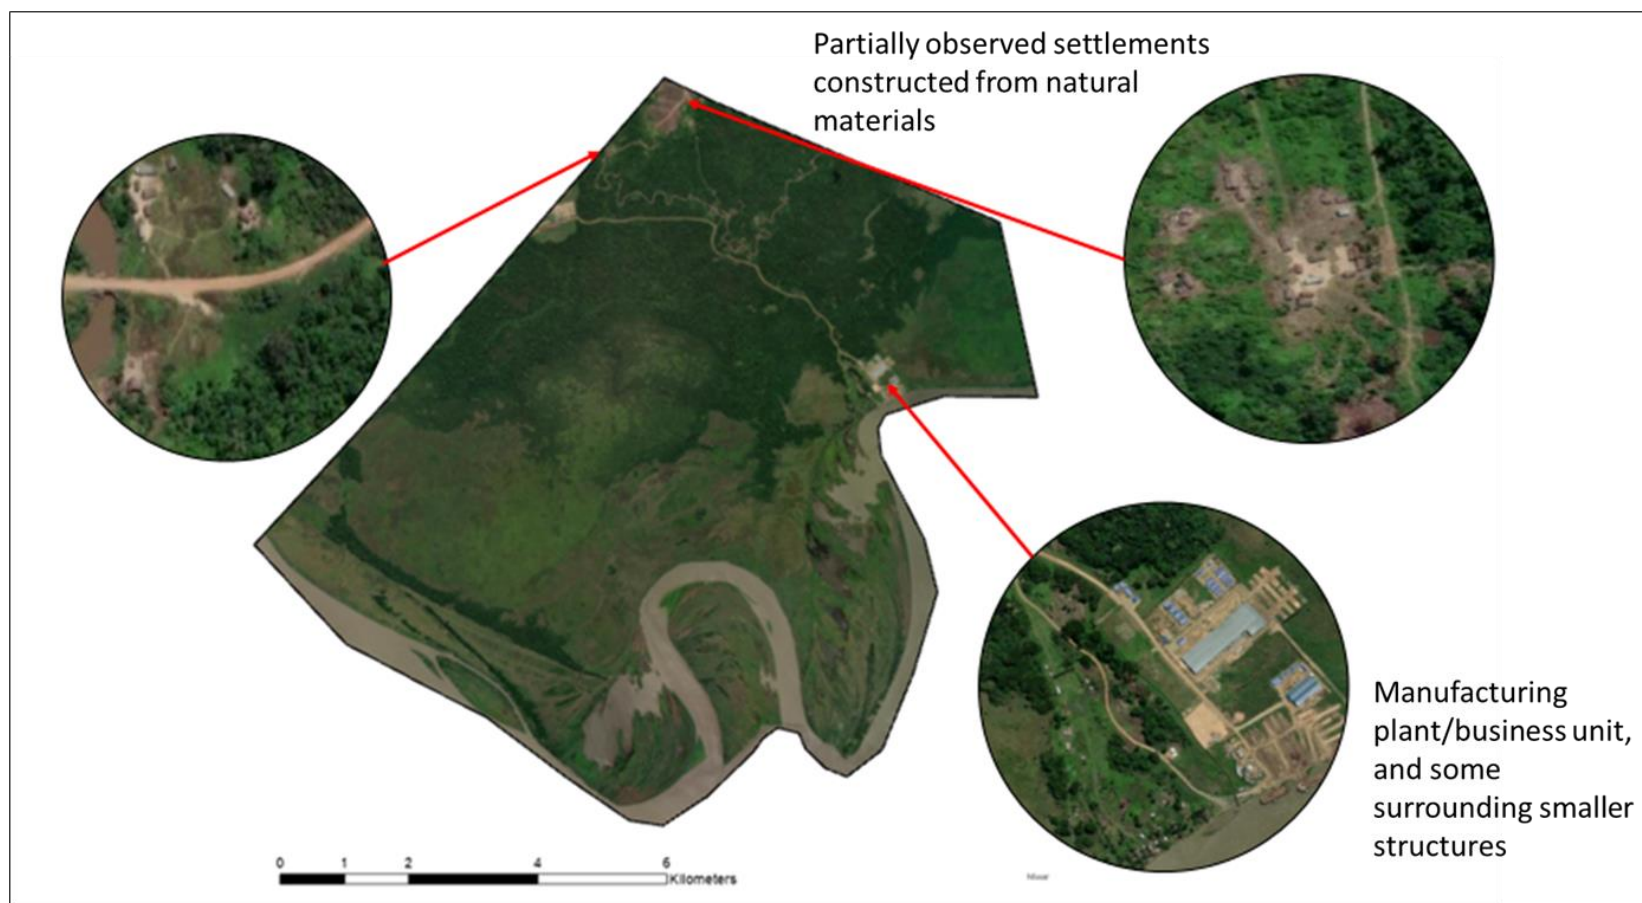 Partially observed settlements
constructed from natural
materials
Manufacturing
plant/business unit,
and some
surrounding smaller
structures
0 1 2 4 6
Kilometers